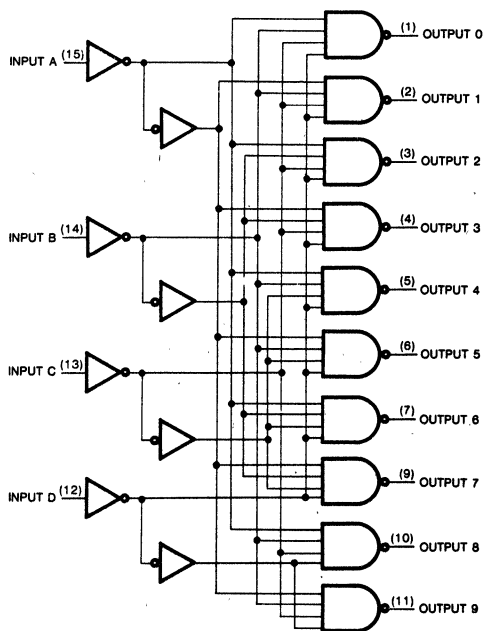 (1) OUTPUT 0
INPUT A (15)
(2) OUTPUT 1
(3) OUTPUT 2
(4) OUTPUT 3
INPUT B (14)
(5) OUTPUT 4
(6) OUTPUT 5
INPUT C (13)
(7) OUTPUT 6
(9) OUTPUT 7
INPUT D (12)
(10) OUTPUT 8
(11) OUTPUT 9